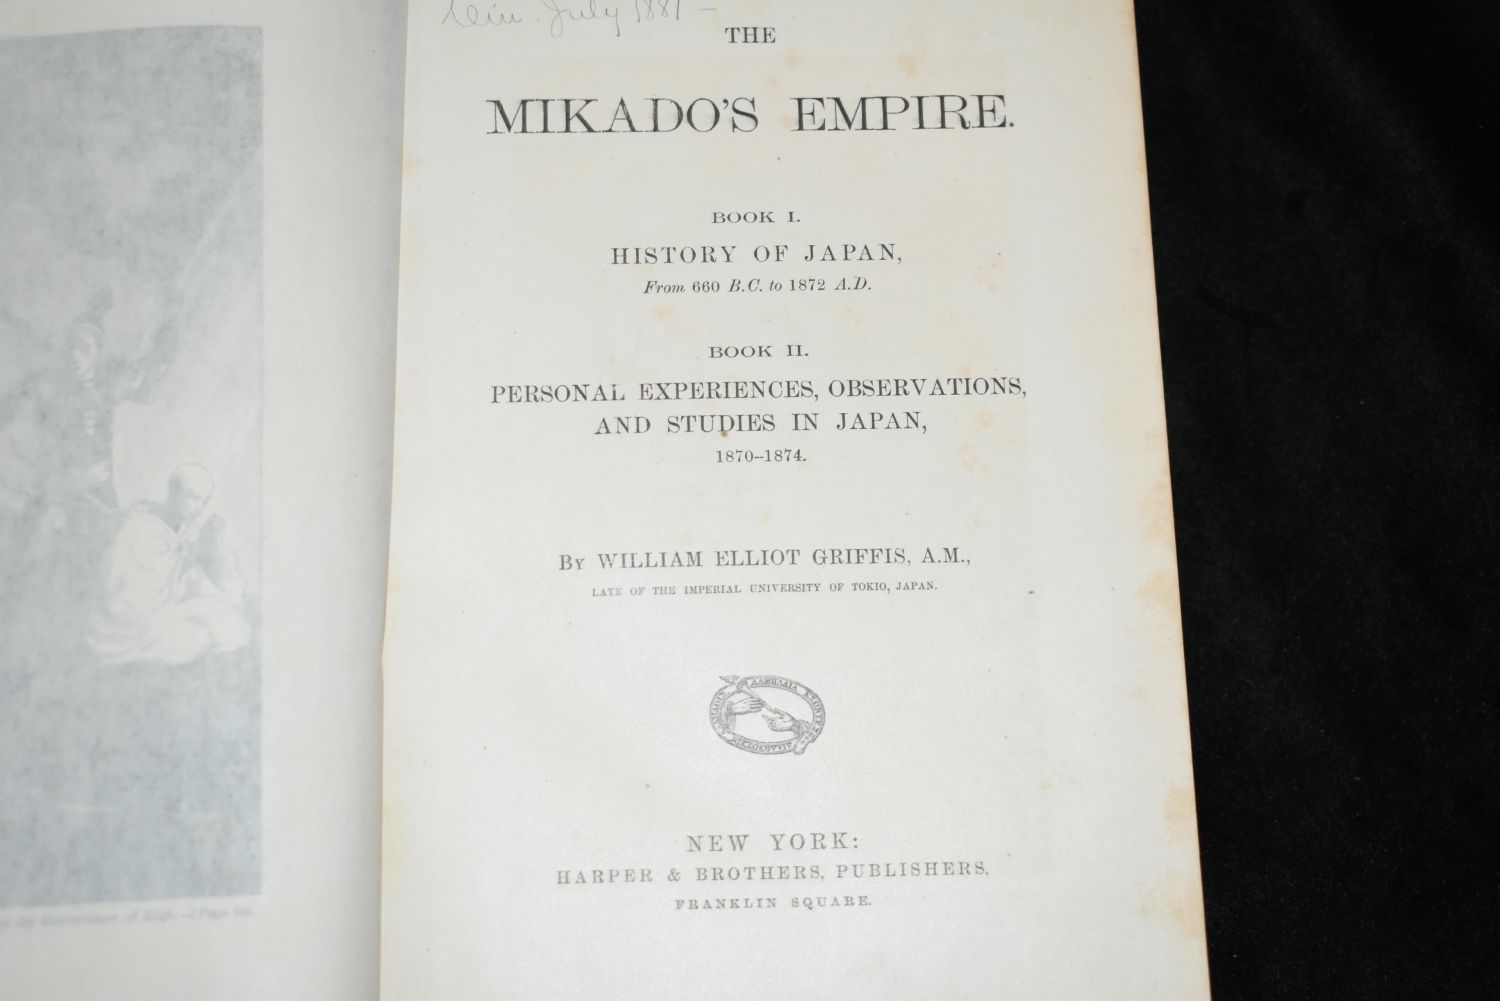 July 1881 -
THE
MIKADO'S EMPIRE.
BOOK I.
HISTORY OF JAPAN,
From 660 B.C. to 1872 A.D.
BOOK II.
PERSONAL EXPERIENCES, OBSERVATIONS,
AND STUDIES IN JAPAN,
1870–1874.
By WILLIAM ELLIOT GRIFFIS, A.M.,
LATE OF THE IMPERIAL UNIVERSITY OF TOKIO, JAPAN.
NEW YORK:
HARPER & BROTHERS, PUBLISHERS,
FRANKLIN SQUARE.